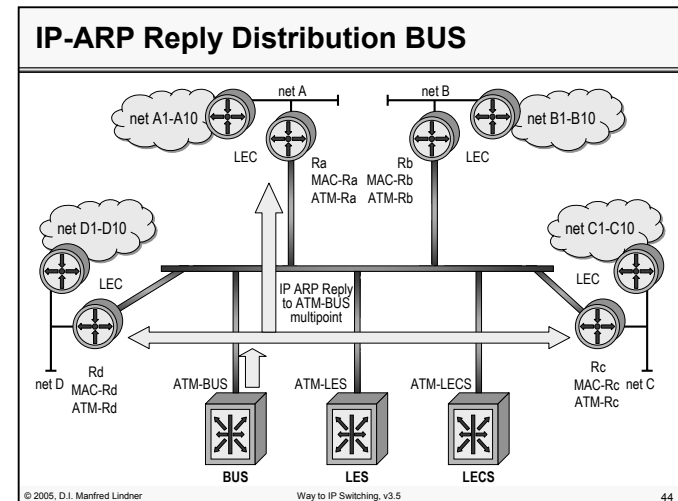 IP-ARP Reply Distribution BUS
net A
net B
net A1-A10
net B1-B10
LEC
Ra
MAC-Ra
ATM-Ra
Rb
MAC-Rb
ATM-Rb
LEC
net D1-D10
net C1-C10
LEC
LEC
IP ARP Reply
to ATM-BUS
multipoint
net D
Rd
MAC-Rd
ATM-Rd
ATM-BUS
ATM-LES
ATM-LECS
Rc
MAC-Rc
ATM-Rc
net C
BUS
LES
LECS
© 2005, D.I. Manfred Lindner
Way to IP Switching, v3.5
44